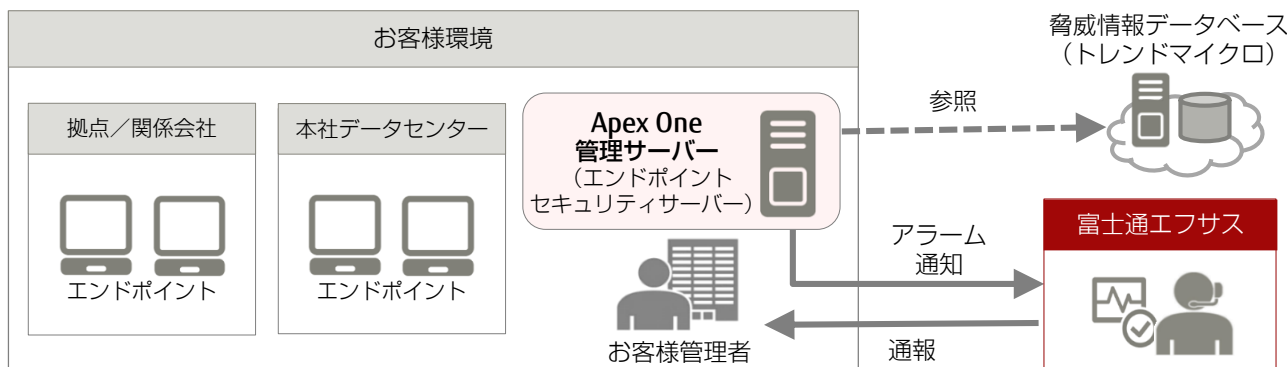 お客様環境
拠点／関係会社
エンドポイント
本社データセンター
エンドポイント
Apex One
管理サーバー
（エンドポイント
セキュリティサーバー）
お客様管理者
参照
脅威情報データベース
（トレンドマイクロ）
アラーム
通知
通報
富士通エフサス